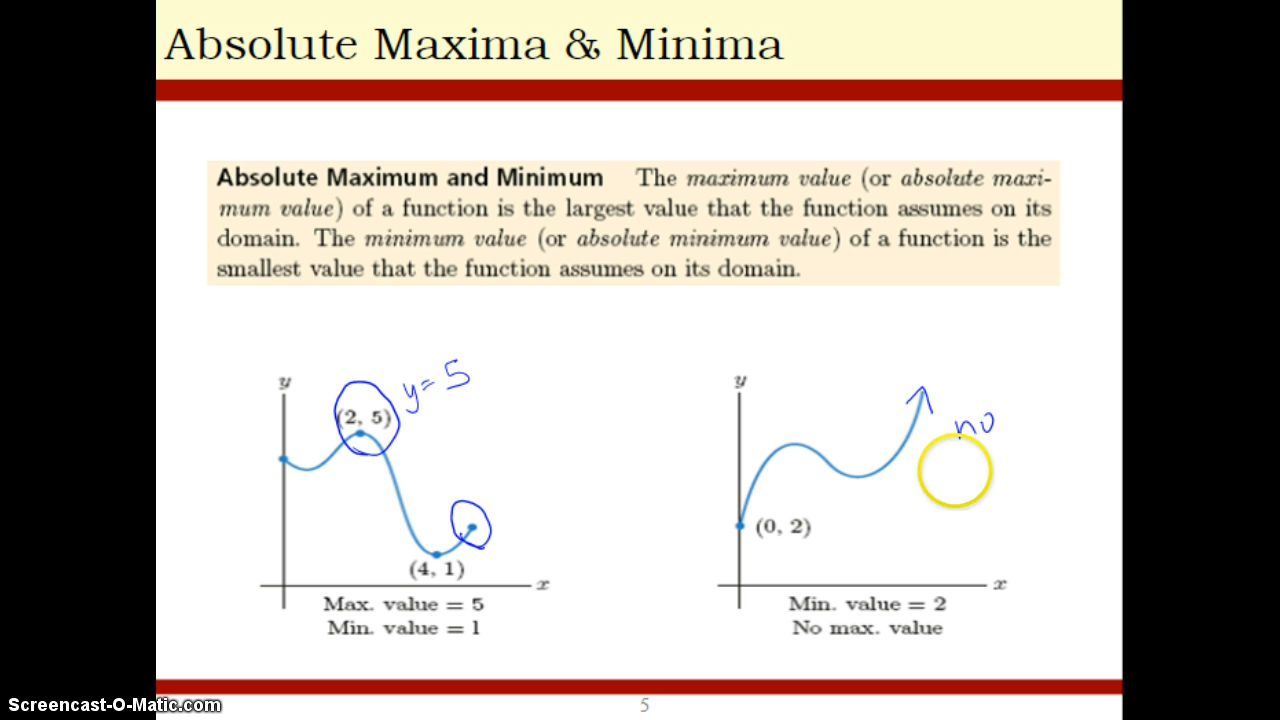 Absolute Maxima & Minima
Absolute Maximum and Minimum The maximum value (or absolute maxi-
mum value) of a function is the largest value that the function assumes on its
domain. The minimum value (or absolute minimum value) of a function is the
smallest value that the function assumes on its domain.
y
(2, 5)
y= 5
(4, 1)
x
Max. value = 5
Min. value = 1
y
no
(0, 2)
x
Min. value = 2
No max. value
5
Screencast-O-Matic.com